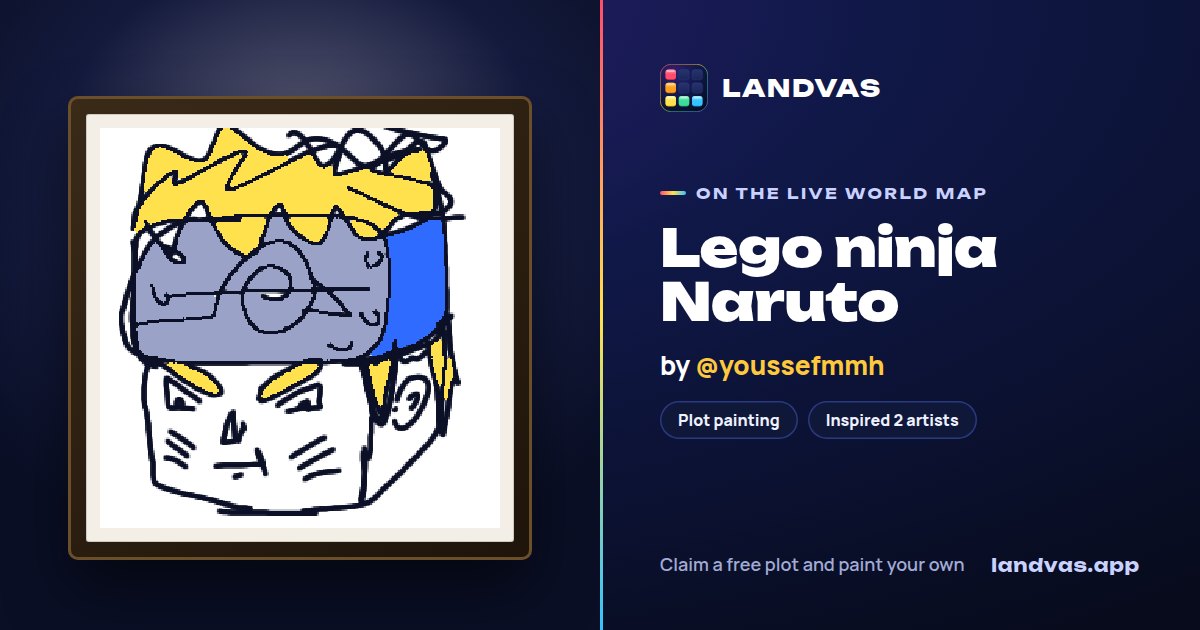 LANDVAS
ON THE LIVE WORLD MAP
Lego ninja
Naruto
by @youssefmmh
Plot painting
Inspired 2 artists
Claim a free plot and paint your own
landvas.app